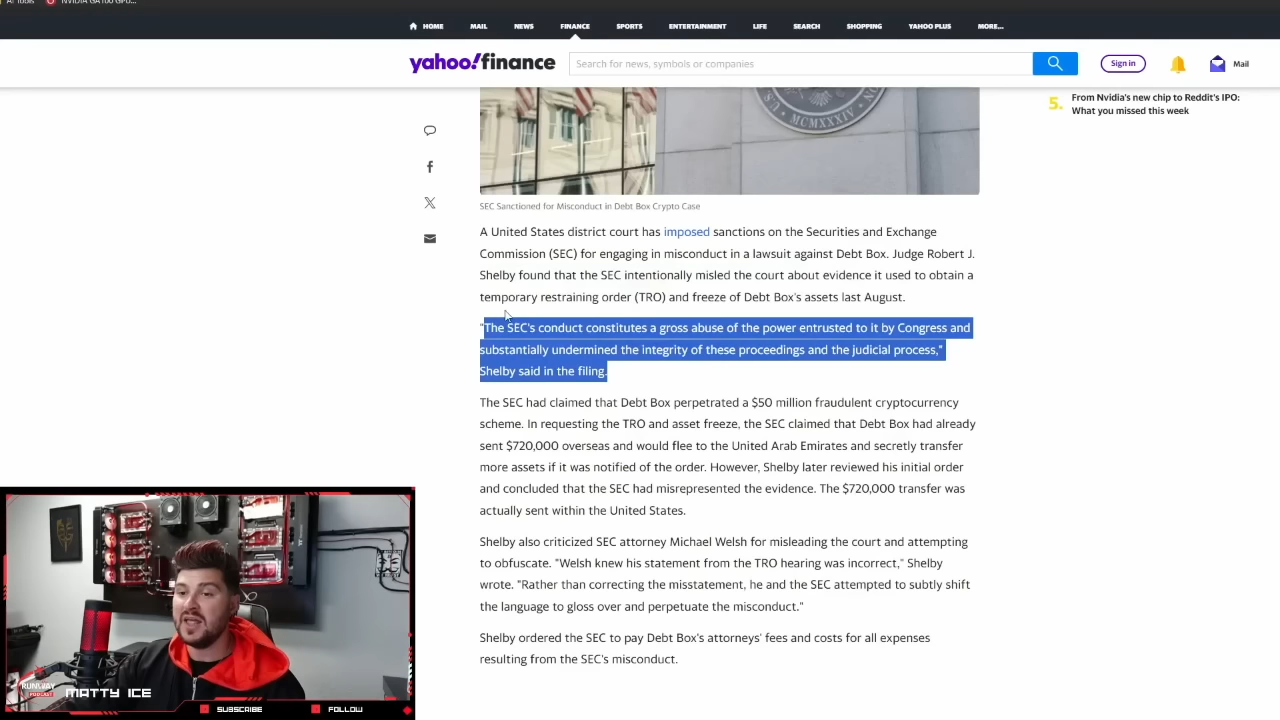 AI Tools
HOME MAIL NEWS FINANCE SPORTS ENTERTAINMENT LIFE SEARCH SHOPPING YAHOO PLUS MORE...
yahoo!finance
Search for news, symbols or companies
Sign in
Mail
5.
From Nvidia's new chip to Reddit's IPO:
What you missed this week
MCMXXXIV
SEC Sanctioned for Misconduct in Debt Box Crypto Case
A United States district court has imposed sanctions on the Securities and Exchange
Commission (SEC) for engaging in misconduct in a lawsuit against Debt Box. Judge Robert J.
Shelby found that the SEC intentionally misled the court about evidence it used to obtain a
temporary restraining order (TRO) and freeze of Debt Box's assets last August.
"The SEC's conduct constitutes a gross abuse of the power entrusted to it by Congress and
substantially undermined the integrity of these proceedings and the judicial process,"
Shelby said in the filing.
The SEC had claimed that Debt Box perpetrated a $50 million fraudulent cryptocurrency
scheme. In requesting the TRO and asset freeze, the SEC claimed that Debt Box had already
sent $720,000 overseas and would flee to the United Arab Emirates and secretly transfer
more assets if it was notified of the order. However, Shelby later reviewed his initial order
and concluded that the SEC had misrepresented the evidence. The $720,000 transfer was
actually sent within the United States.
Shelby also criticized SEC attorney Michael Welsh for misleading the court and attempting
to obfuscate. "Welsh knew his statement from the TRO hearing was incorrect," Shelby
wrote. "Rather than correcting the misstatement, he and the SEC attempted to subtly shift
the language to gloss over and perpetuate the misconduct."
Shelby ordered the SEC to pay Debt Box's attorneys' fees and costs for all expenses
resulting from the SEC's misconduct.
RUNWAY
PODCAST
MATTY ICE
SUBSCRIBE
FOLLOW